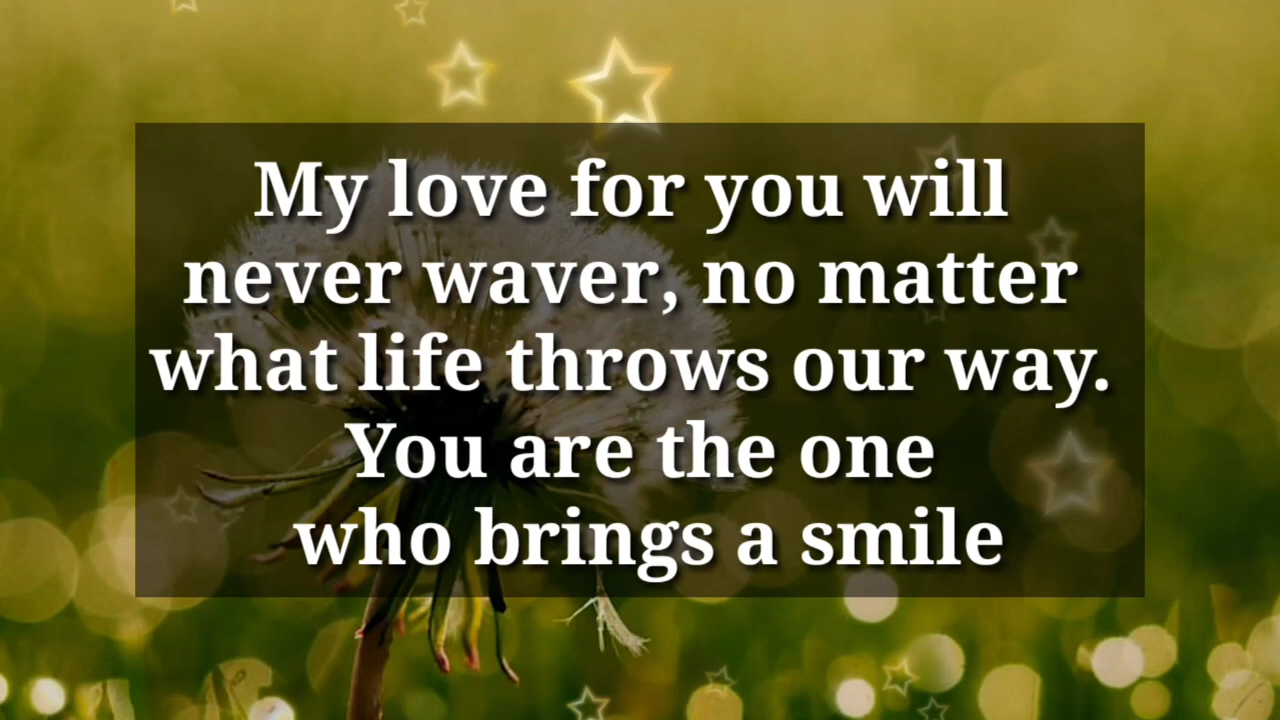 My love for you will
never waver, no matter
what life throws our way.
You are the one
who brings a smile